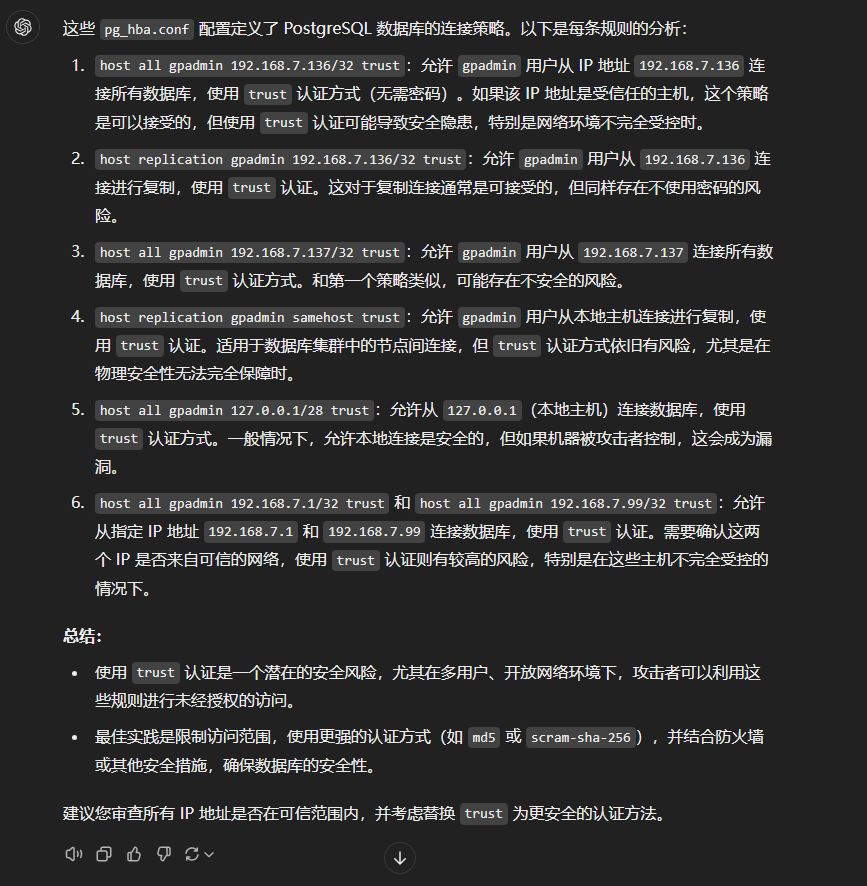 这些 pg_hba.conf 配置定义了 PostgreSQL 数据库的连接策略。以下是每条规则的分析：
1. host all gpadmin 192.168.7.136/32 trust：允许 gpadmin 用户从 IP 地址 192.168.7.136 连
接所有数据库，使用 trust 认证方式（无需密码）。如果该 IP 地址是受信任的主机，这个策略
是可以接受的，但使用 trust 认证可能导致安全隐患，特别是网络环境不完全受控时。
2. host replication gpadmin 192.168.7.136/32 trust：允许 gpadmin 用户从 192.168.7.136 连
接进行复制，使用 trust 认证。这对于复制连接通常是可接受的，但同样存在不使用密码的风
险。
3. host all gpadmin 192.168.7.137/32 trust：允许 gpadmin 用户从 192.168.7.137 连接所有数
据库，使用 trust 认证方式。和第一个策略类似，可能存在不安全的风险。
4. host replication gpadmin samehost trust：允许 gpadmin 用户从本地主机连接进行复制，使
用 trust 认证。适用于数据库集群中的节点间连接，但 trust 认证方式依旧有风险，尤其是在
物理安全性无法完全保障时。
5. host all gpadmin 127.0.0.1/28 trust：允许从 127.0.0.1（本地主机）连接数据库，使用
trust 认证方式。一般情况下，允许本地连接是安全的，但如果机器被攻击者控制，这会成为漏
洞。
6. host all gpadmin 192.168.7.1/32 trust 和 host all gpadmin 192.168.7.99/32 trust：允许
从指定 IP 地址 192.168.7.1 和 192.168.7.99 连接数据库，使用 trust 认证。需要确认这两
个 IP 是否来自可信的网络，使用 trust 认证则有较高的风险，特别是在这些主机不完全受控的
情况下。
总结：
• 使用 trust 认证是一个潜在的安全风险，尤其在多用户、开放网络环境下，攻击者可以利用这
些规则进行未经授权的访问。
• 最佳实践是限制访问范围，使用更强的认证方式（如 md5 或 scram-sha-256），并结合防火墙
或其他安全措施，确保数据库的安全性。
建议您审查所有 IP 地址是否在可信范围内，并考虑替换 trust 为更安全的认证方法。